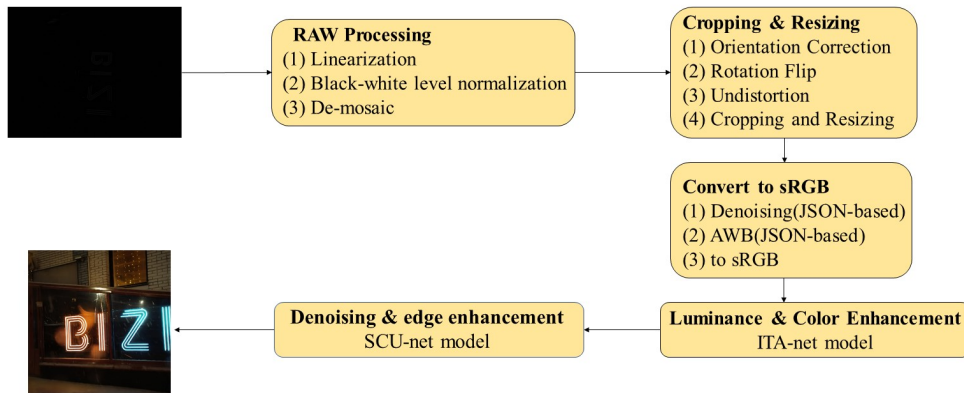 RAW Processing
(1) Linearization
(2) Black-white level normalization
(3) De-mosaic
Cropping & Resizing
(1) Orientation Correction
(2) Rotation Flip
(3) Undistortion
(4) Cropping and Resizing
Convert to sRGB
(1) Denoising(JSON-based)
(2) AWB(JSON-based)
(3) to sRGB
Luminance & Color Enhancement
ITA-net model
Denoising & edge enhancement
SCU-net model
BIZI